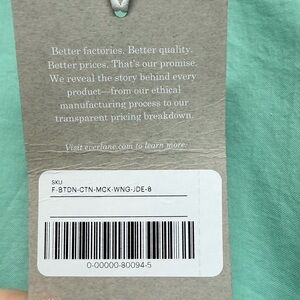 Better factories. Better quality.
Better prices. That's our promise.
We reveal the story behind every
product—from our ethical
manufacturing process to our
transparent pricing breakdown.
Visit everlane.com to learn more.
SKU
F-BTDN-CTN-MCK-WNG-JDE-8
0-00000-80094-5